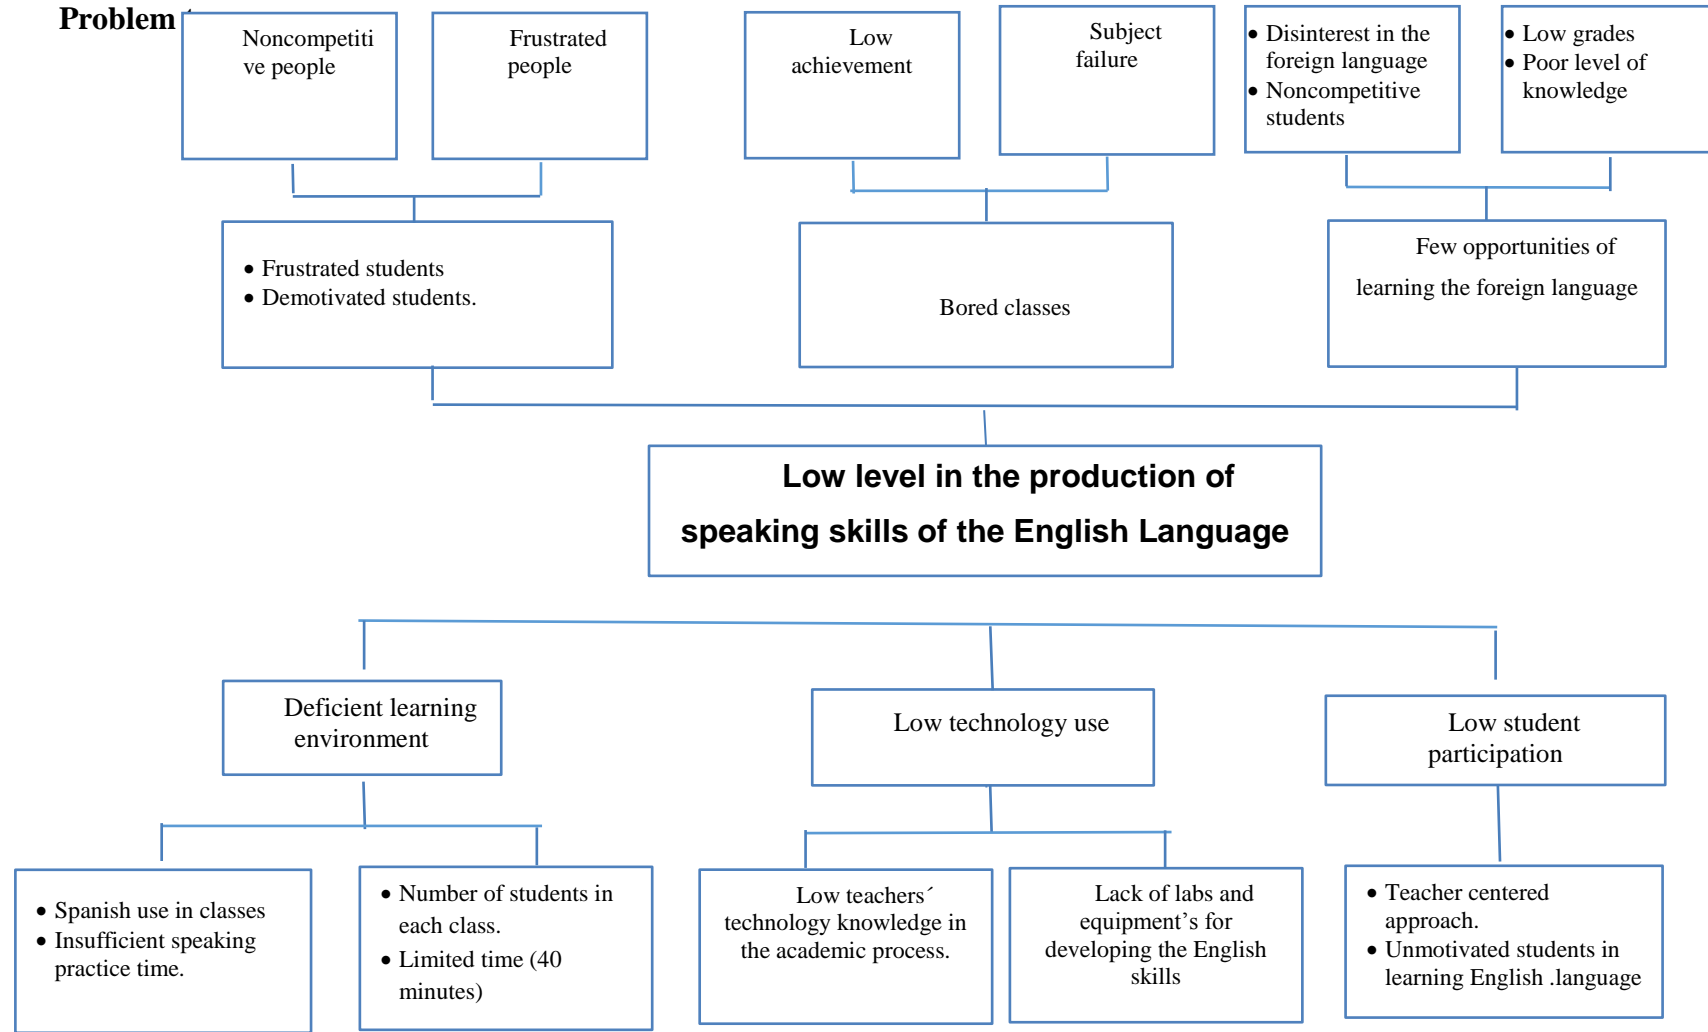 Problem
Noncompetiti
ve people
Frustrated
people
Low
achievement
Subject
failure
• Disinterest in the
foreign language
• Noncompetitive
students
• Low grades
• Poor level of
knowledge
• Frustrated students
• Demotivated students.
Bored classes
Few opportunities of
learning the foreign language
Low level in the production of
speaking skills of the English Language
Deficient learning
environment
Low technology use
Low student
participation
• Spanish use in classes
• Insufficient speaking
practice time.
• Number of students in
each class.
• Limited time (40
minutes)
Low teachers´
technology knowledge in
the academic process.
Lack of labs and
equipment’s for
developing the English
skills
• Teacher centered
approach.
• Unmotivated students in
learning English .language